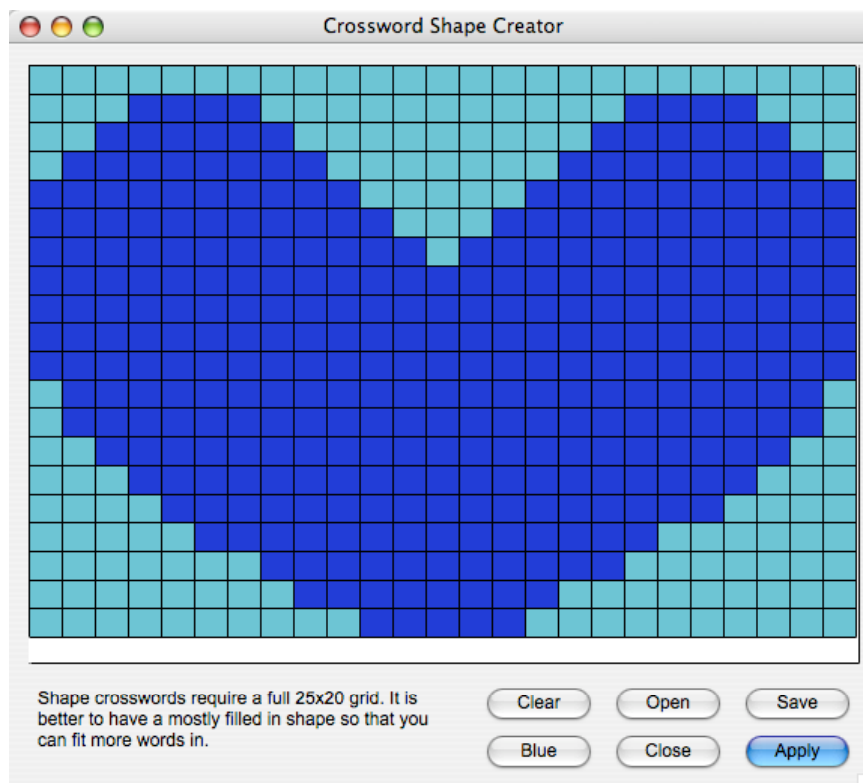 Crossword Shape Creator
Shape crosswords require a full 25x20 grid. It is
better to have a mostly filled in shape so that you
can fit more words in.
Clear Open Save
Blue Close Apply